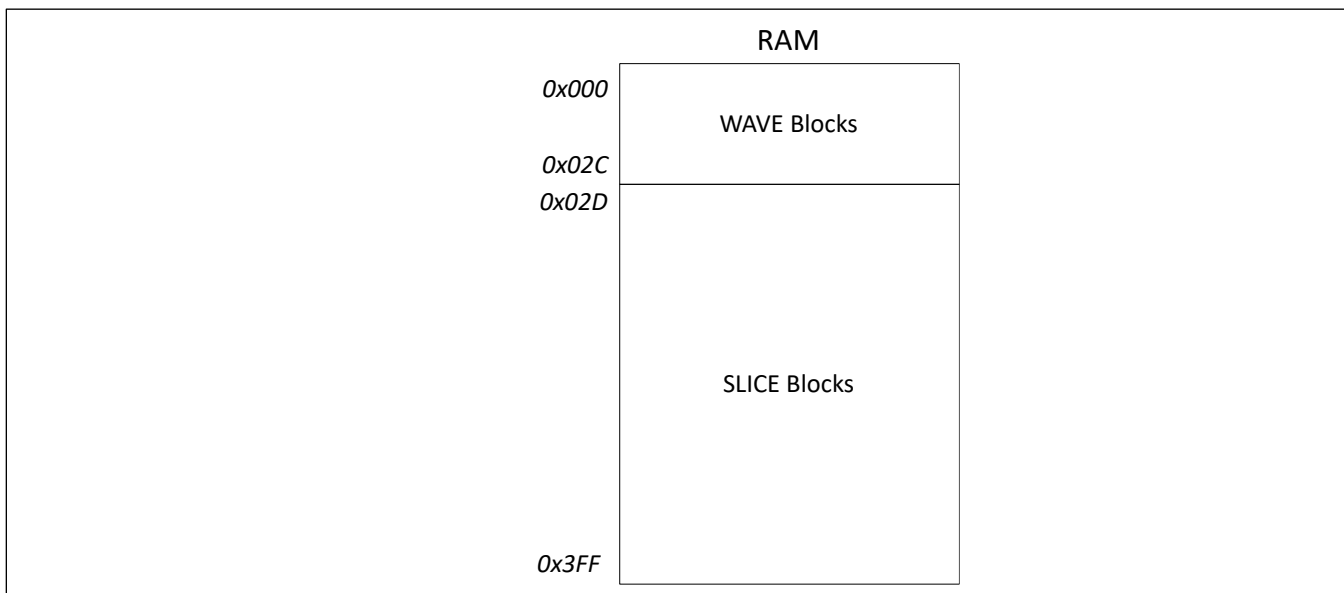 RAM
0x000
WAVE Blocks
0x02C
0x02D
SLICE Blocks
0x3FF